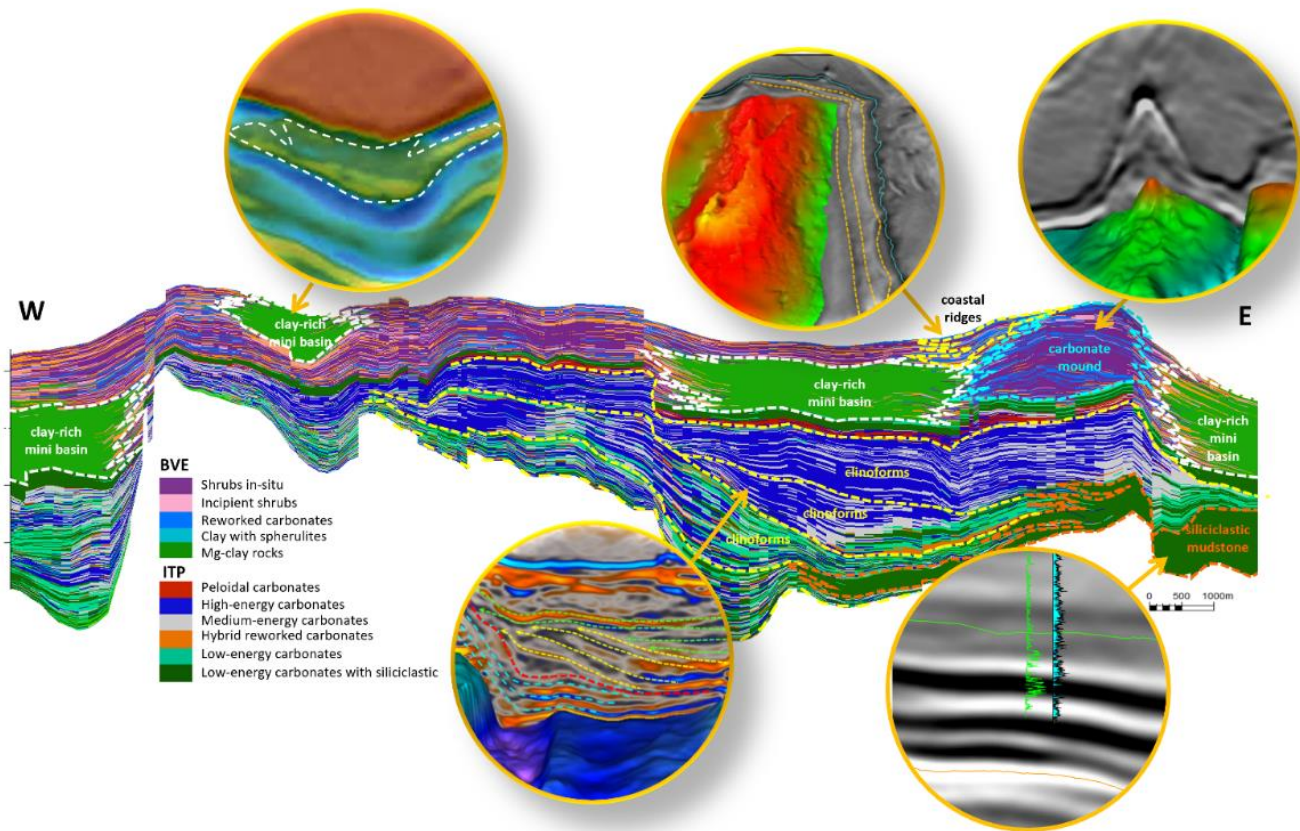 W
E
coastal
ridges
clay-rich
mini basin
carbonate
mound
clay-rich
mini basin
clay-rich
mini basin
clay-rich
mini
basin
clinoforms
clinoforms
clinoforms
siliciclastic
mudstone
BVE
Shrubs in-situ
Incipient shrubs
Reworked carbonates
Clay with spherulites
Mg-clay rocks
ITP
Peloidal carbonates
High-energy carbonates
Medium-energy carbonates
Hybrid reworked carbonates
Low-energy carbonates
Low-energy carbonates with siliciclastic
0 500 1000m